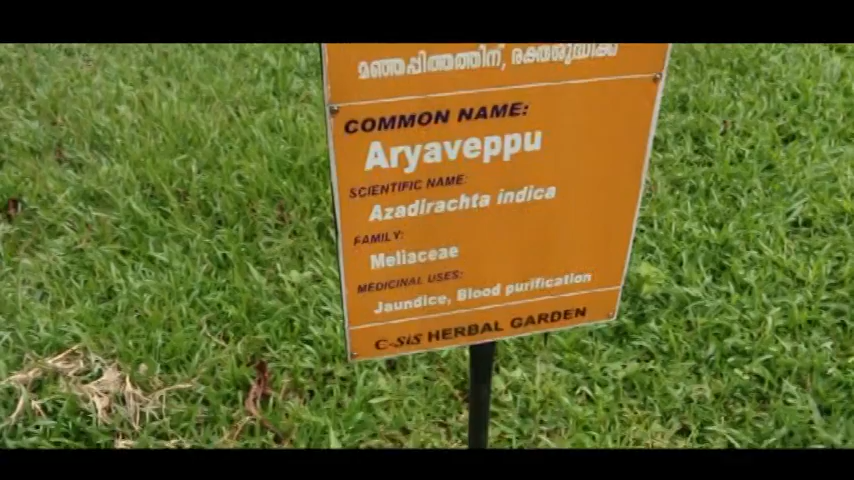 മഞ്ഞപ്പിത്തത്തിന്, രക്തശുദ്ധിക്ക്
COMMON NAME:
Aryaveppu
SCIENTIFIC NAME:
Azadirachta indica
FAMILY:
Meliaceae
MEDICINAL USES:
Jaundice, Blood purification
C-SiS HERBAL GARDEN